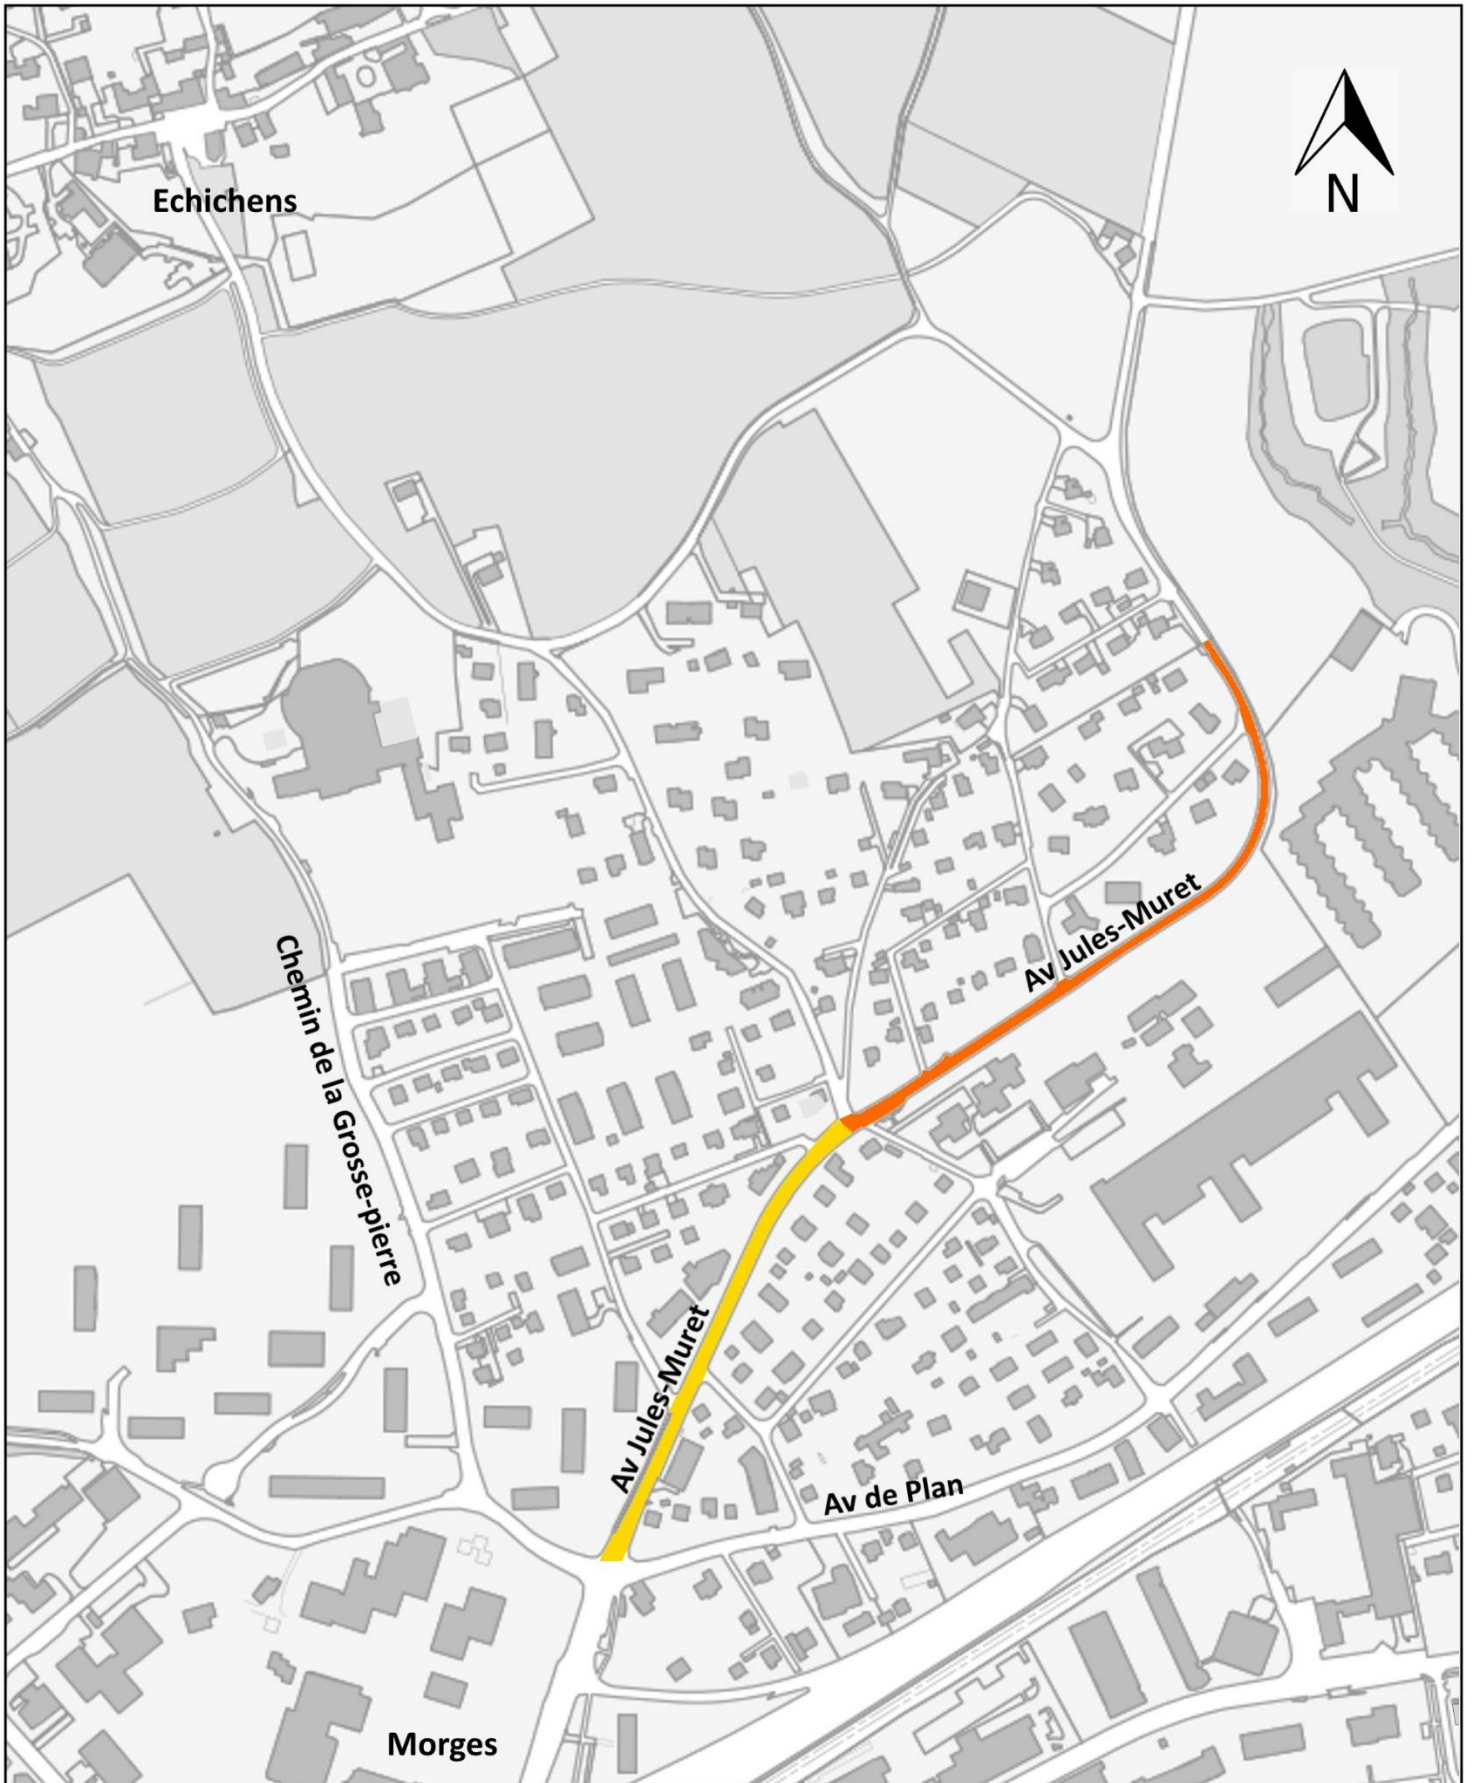 Echichens
N
Av Jules-Muret
Chemin de la Grosse-pierre
Av Jules-Muret
Av de Plan
Morges